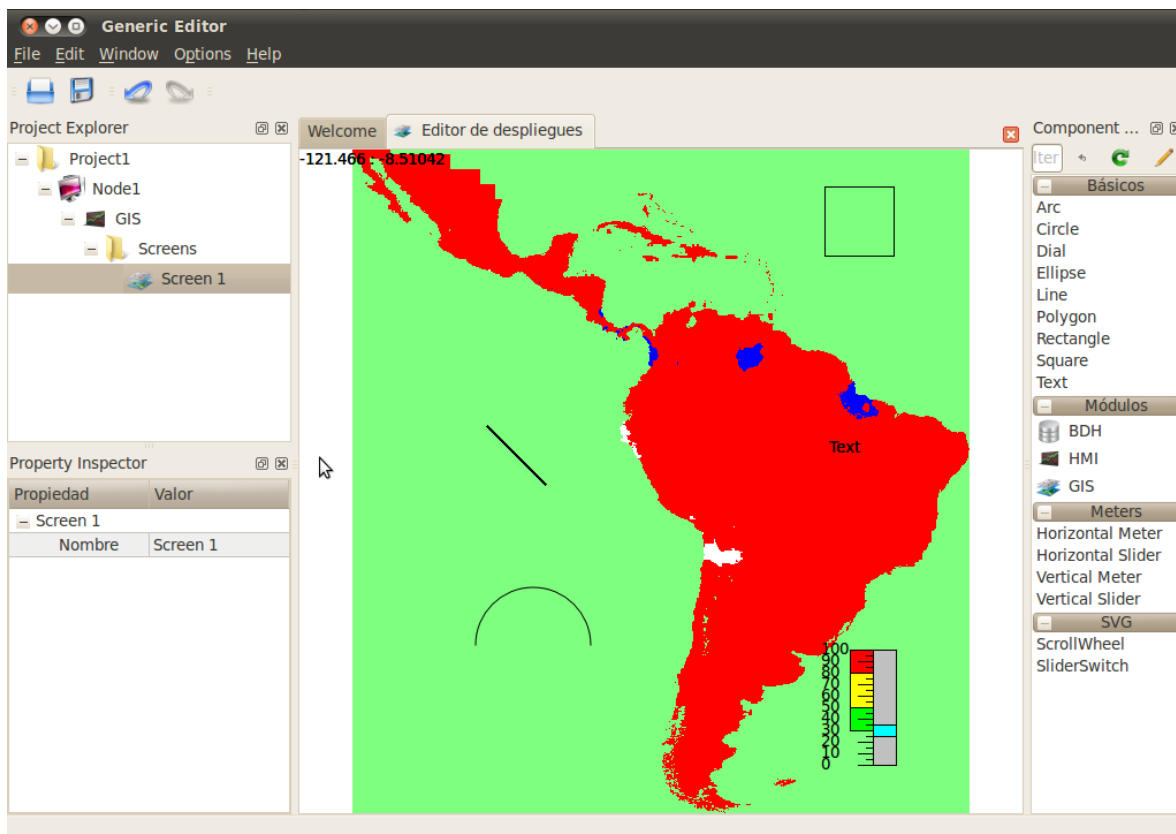 Generic Editor
File Edit Window Options Help
Project Explorer
Project1
Node1
GIS
Screens
Screen 1
Property Inspector
Propiedad Valor
Screen 1
Nombre Screen 1
Welcome Editor de despliegues
-121.466 : -8.51042
Text
100
90
80
70
60
50
40
30
20
10
0
Component ...
lter
Básicos
Arc
Circle
Dial
Ellipse
Line
Polygon
Rectangle
Square
Text
Módulos
BDH
HMI
GIS
Meters
Horizontal Meter
Horizontal Slider
Vertical Meter
Vertical Slider
SVG
ScrollWheel
SliderSwitch